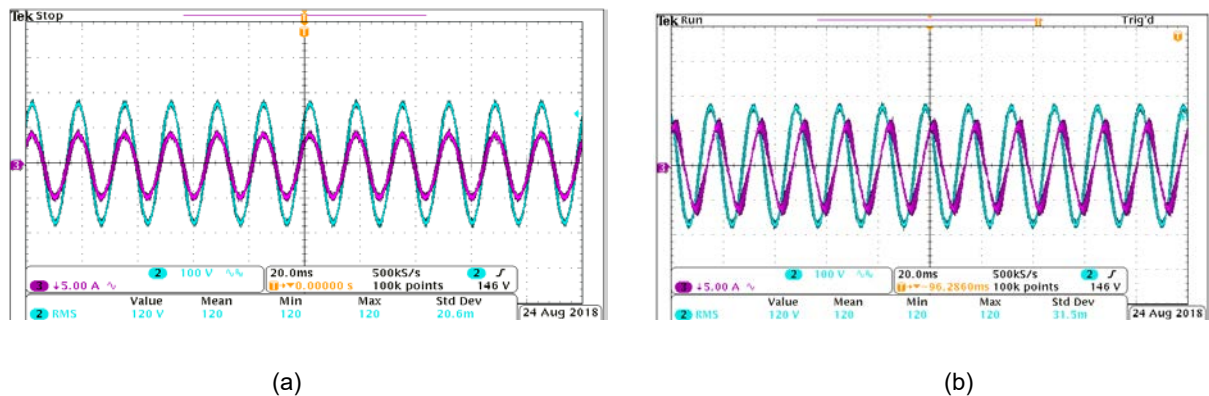 Tek Stop
T
T
3
2 100 V ∿%
3 ↓5.00 A ∿
20.0ms 500kS/s 2 ʃ
T→▼0.00000 s 100k points 146 V
Value Mean Min Max Std Dev
2 RMS 120 V 120 120 120 20.6m
24 Aug 2018
(a)
Tek Run Trig'd
T
T
3
2 100 V ∿%
3 ↓5.00 A ∿
20.0ms 500kS/s 2 ʃ
T→▼-96.2860ms 100k points 146 V
Value Mean Min Max Std Dev
2 RMS 120 V 120 120 120 31.5m
24 Aug 2018
(b)